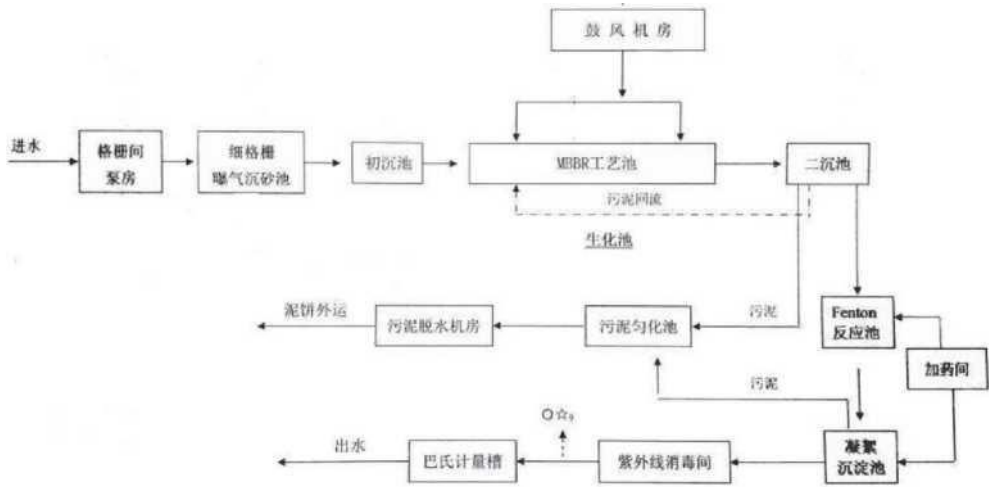 鼓风机房
进水
格栅间
泵房
细格栅
曝气沉砂池
初沉池
MBBR工艺池
二沉池
污泥回流
生化池
泥饼外运
污泥脱水机房
污泥匀化池
污泥
Fenton
反应池
加药间
污泥
○☆₉
出水
巴氏计量槽
紫外线消毒间
凝絮
沉淀池